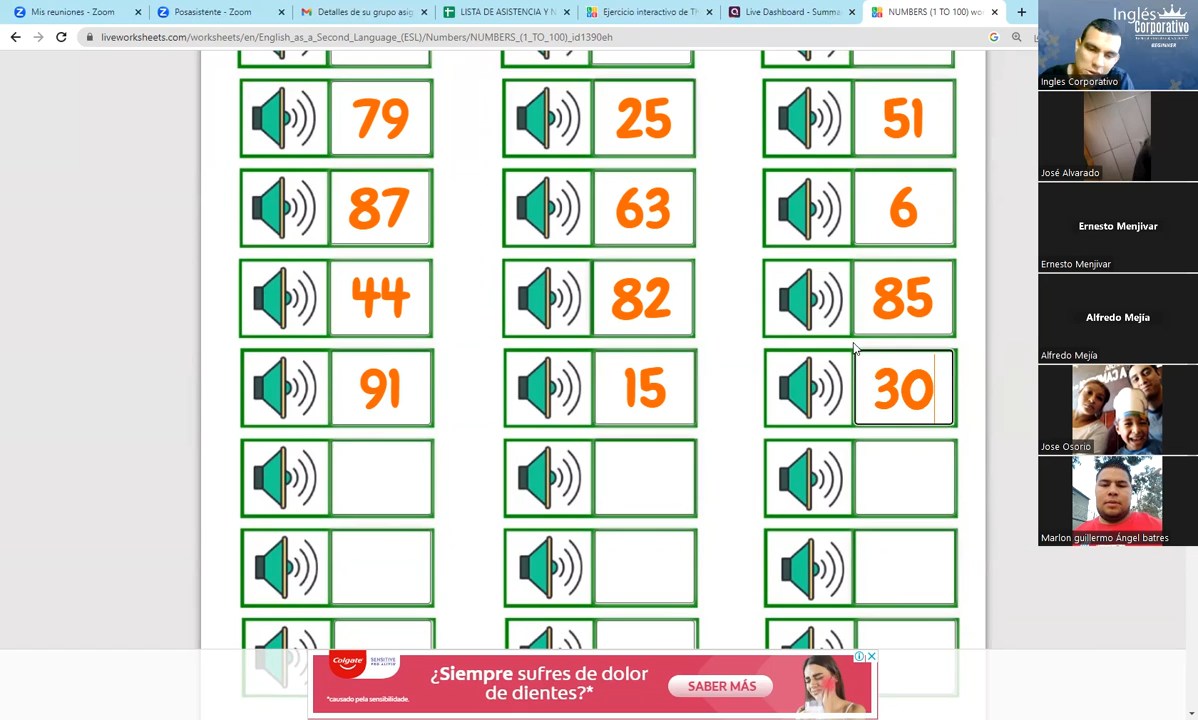 Mis reuniones - Zoom
Posasistente - Zoom
Detalles de su grupo asig
LISTA DE ASISTENCIA Y N
Ejercicio interactivo de Th
Live Dashboard - Summa
NUMBERS (1 TO 100) wo
liveworksheets.com/worksheets/en/English_as_a_Second_Language_(ESL)/Numbers/NUMBERS_(1_TO_100)_id1390eh
79 25 51
87 63 6
44 82 85
91 15 30
Colgate
SENSITIVE
PRO-ALIVIO
*causado pela sensibilidade.
¿Siempre sufres de dolor
de dientes?*
SABER MÁS
Inglés
Corporativo
BEGINNER
Ingles Corporativo
José Alvarado
Ernesto Menjivar
Ernesto Menjivar
Alfredo Mejía
Alfredo Mejía
Jose Osorio
Marlon guillermo Ángel batres